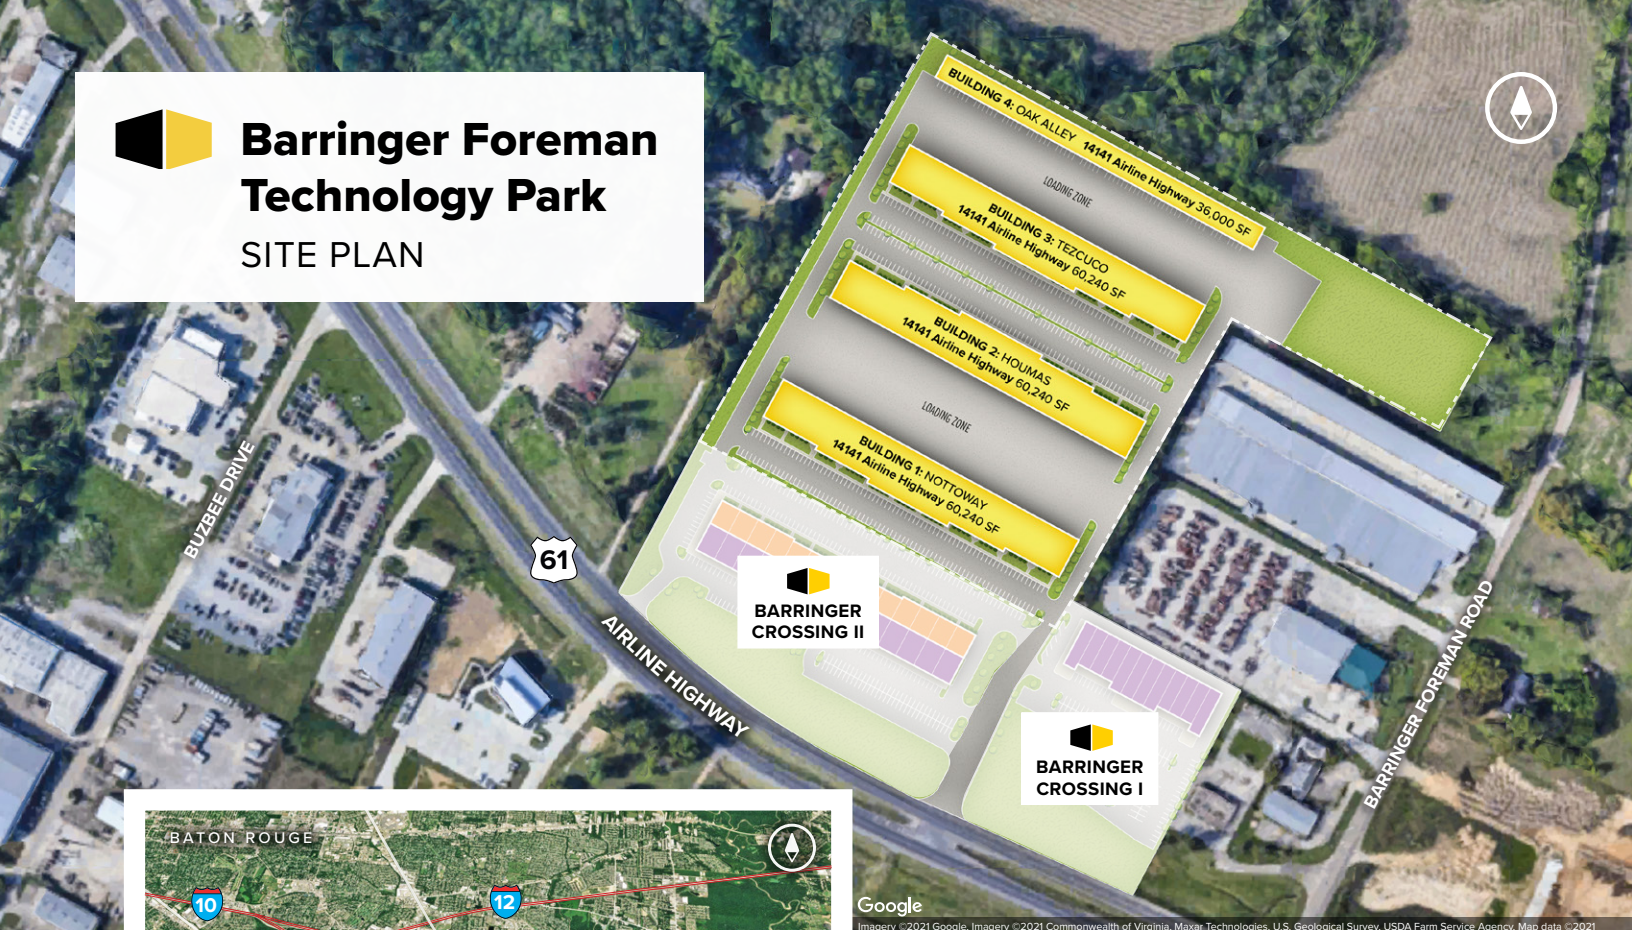 Barringer Foreman
Technology Park
SITE PLAN
BUILDING 4: OAK ALLEY 14141 Airline Highway 36,000 SF
LOADING ZONE
BUILDING 3: TEZCUCO
14141 Airline Highway 60,240 SF
BUILDING 2: HOUMAS
14141 Airline Highway 60,240 SF
LOADING ZONE
BUILDING 1: NOTTOWAY
14141 Airline Highway 60,240 SF
BUZBEE DRIVE
61
AIRLINE HIGHWAY
BARRINGER
CROSSING II
BARRINGER
CROSSING I
BARRINGER FOREMAN ROAD
BATON ROUGE
10
12
Google
Imagery ©2021 Google, Imagery ©2021 Commonwealth of Virginia, Maxar Technologies, U.S. Geological Survey, USDA Farm Service Agency, Map data ©2021